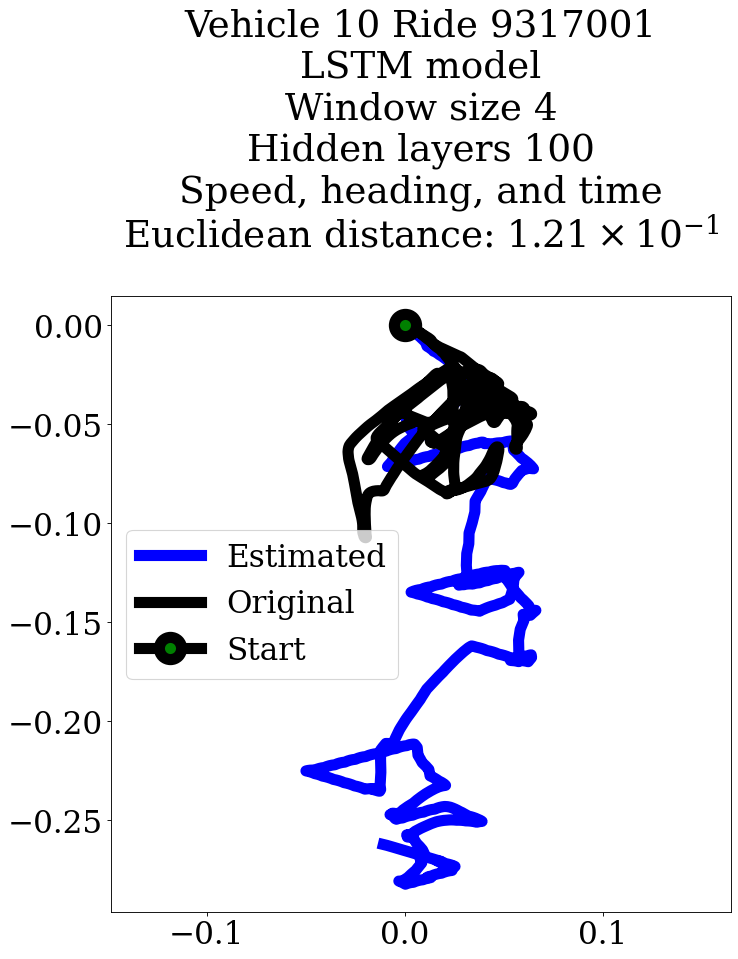 Vehicle 10 Ride 9317001
LSTM model
Window size 4
Hidden layers 100
Speed, heading, and time
Euclidean distance: 1.21 × 10⁻¹
0.00
−0.05
−0.10
−0.15
−0.20
−0.25
Estimated
Original
Start
−0.1
0.0
0.1